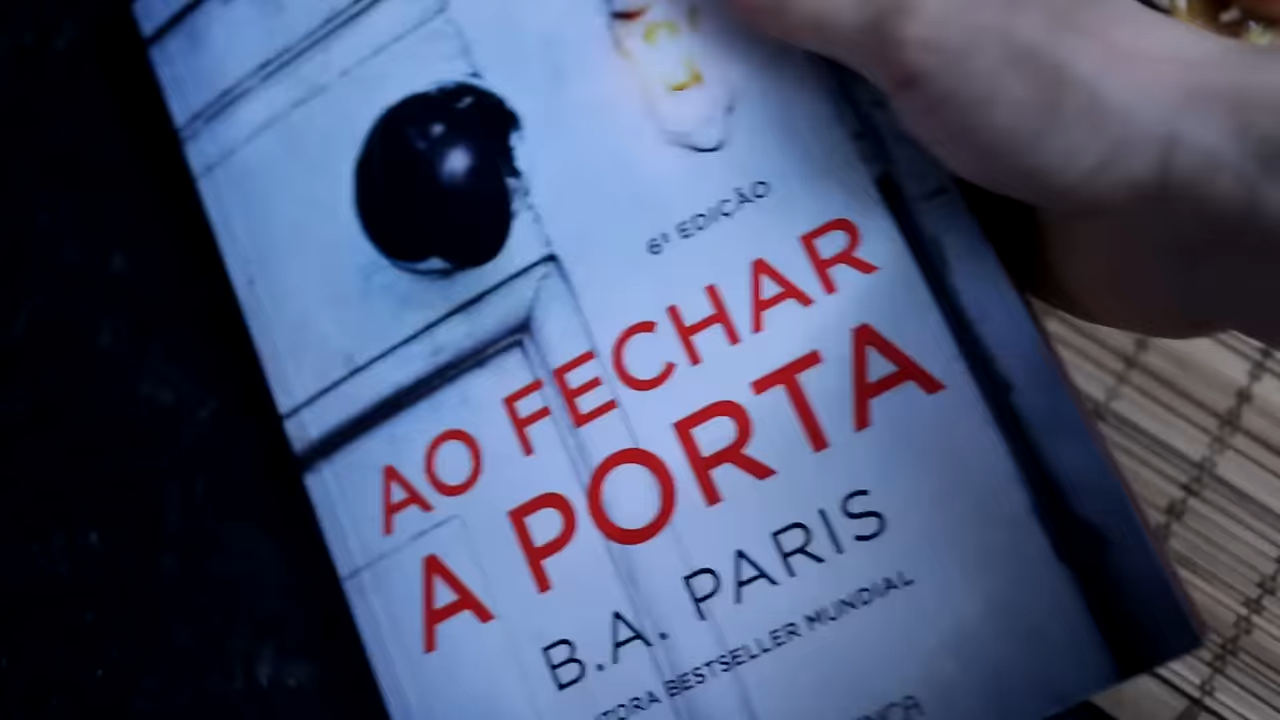 6ª EDIÇÃO
AO FECHAR
A PORTA
B.A. PARIS
BESTSELLER MUNDIAL